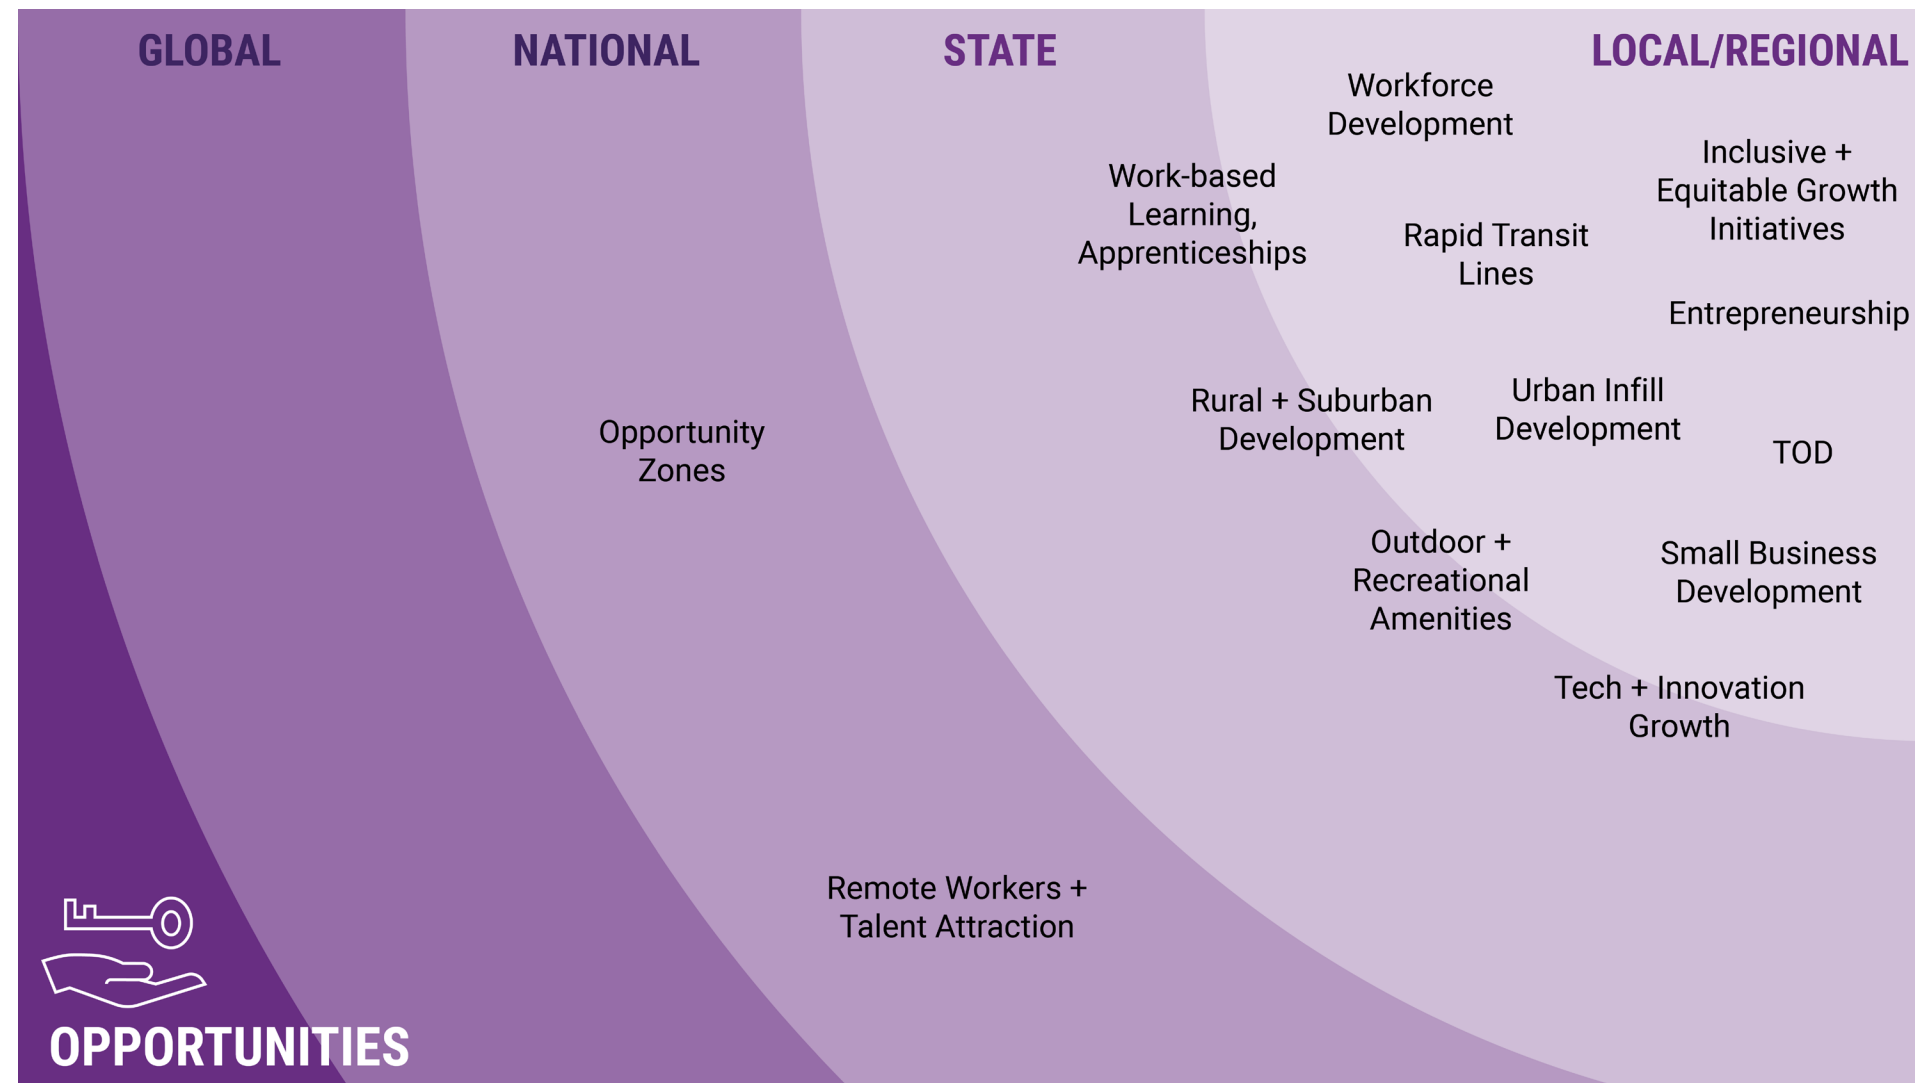 GLOBAL
NATIONAL
STATE
LOCAL/REGIONAL
Workforce
Development
Inclusive +
Equitable Growth
Initiatives
Work-based
Learning,
Apprenticeships
Rapid Transit
Lines
Entrepreneurship
Opportunity
Zones
Rural + Suburban
Development
Urban Infill
Development
TOD
Outdoor +
Recreational
Amenities
Small Business
Development
Tech + Innovation
Growth
Remote Workers +
Talent Attraction
OPPORTUNITIES